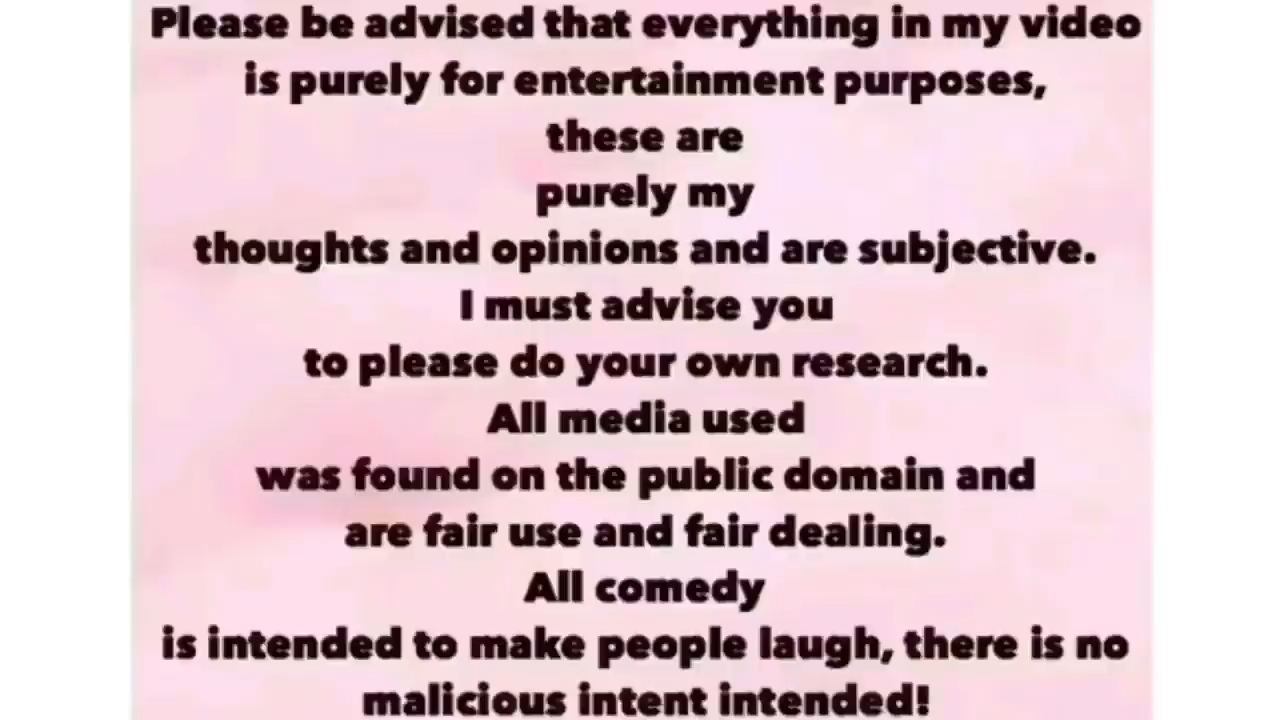 Please be advised that everything in my video
is purely for entertainment purposes,
these are
purely my
thoughts and opinions and are subjective.
I must advise you
to please do your own research.
All media used
was found on the public domain and
are fair use and fair dealing.
All comedy
is intended to make people laugh, there is no
malicious intent intended!